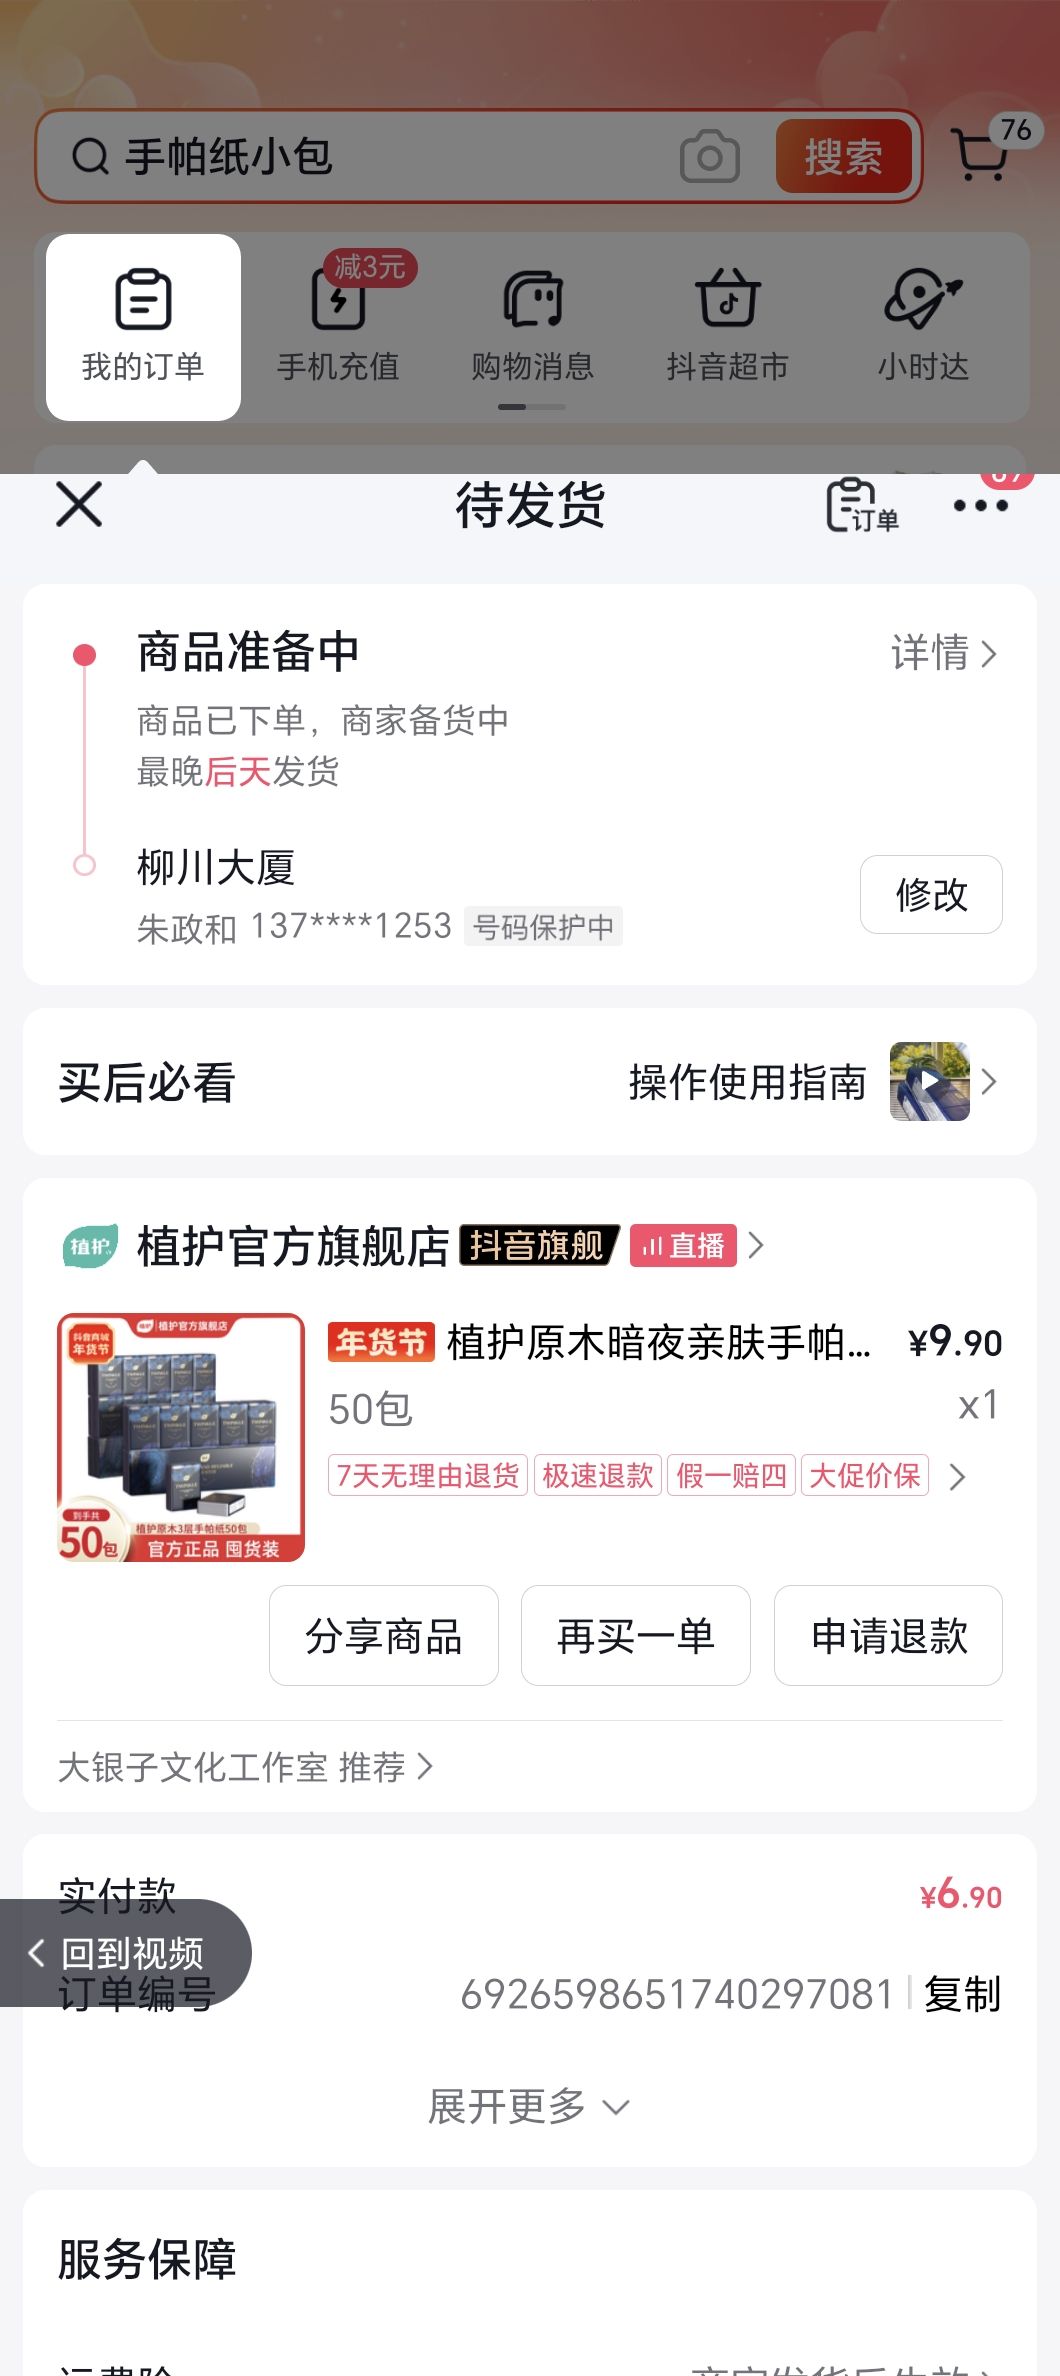 手帕纸小包
搜索
76
我的订单
减3元
手机充值
购物消息
抖音超市
小时达
待发货
订单
商品准备中
详情
商品已下单，商家备货中
最晚后天发货
柳川大厦
朱政和 137****1253 号码保护中
修改
买后必看
操作使用指南
植护 植护官方旗舰店 抖音旗舰 直播
植护官方旗舰店
抖音商城
年货节
到手共
50包
植护原木3层手帕纸50包
官方正品 囤货装
年货节 植护原木暗夜亲肤手帕... ¥9.90
50包 x1
7天无理由退货 极速退款 假一赔四 大促价保
分享商品 再买一单 申请退款
大银子文化工作室 推荐
实付款 ¥6.90
回到视频
订单编号 6926598651740297081 复制
展开更多
服务保障